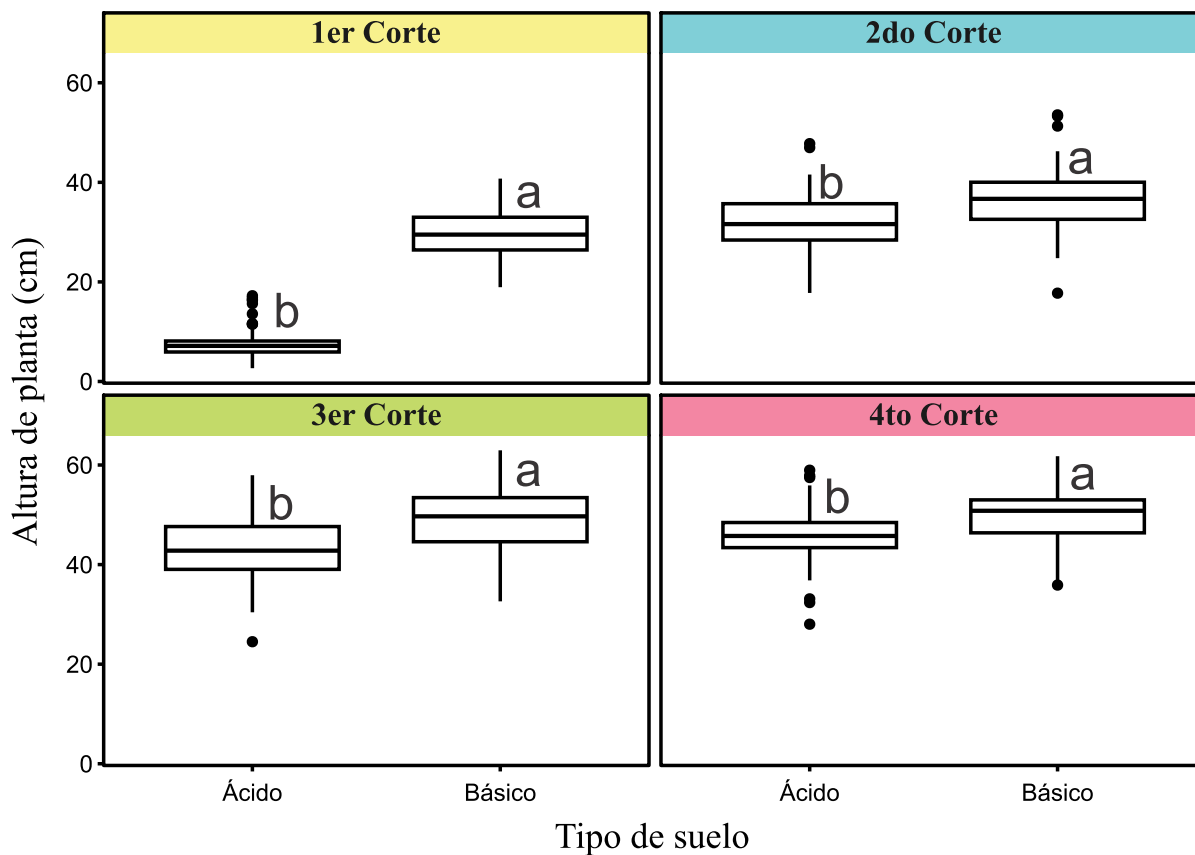 1er Corte
2do Corte
60
40
20
0
b
a
b
a
3er Corte
4to Corte
60
40
20
0
b
a
b
a
Ácido
Básico
Ácido
Básico
Tipo de suelo
Altura de planta (cm)